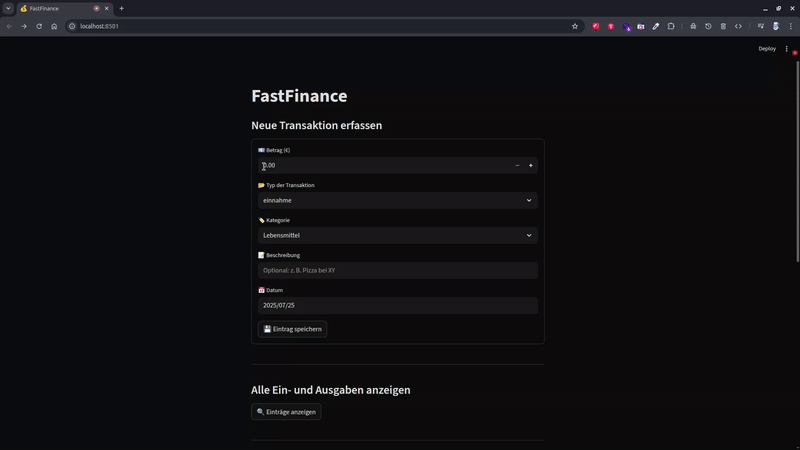 FastFinance
localhost:8501
Deploy
FastFinance
Neue Transaktion erfassen
Betrag (€)
0.00
Typ der Transaktion
einnahme
Kategorie
Lebensmittel
Beschreibung
Optional: z. B. Pizza bei XY
Datum
2025/07/25
Eintrag speichern
Alle Ein- und Ausgaben anzeigen
Einträge anzeigen